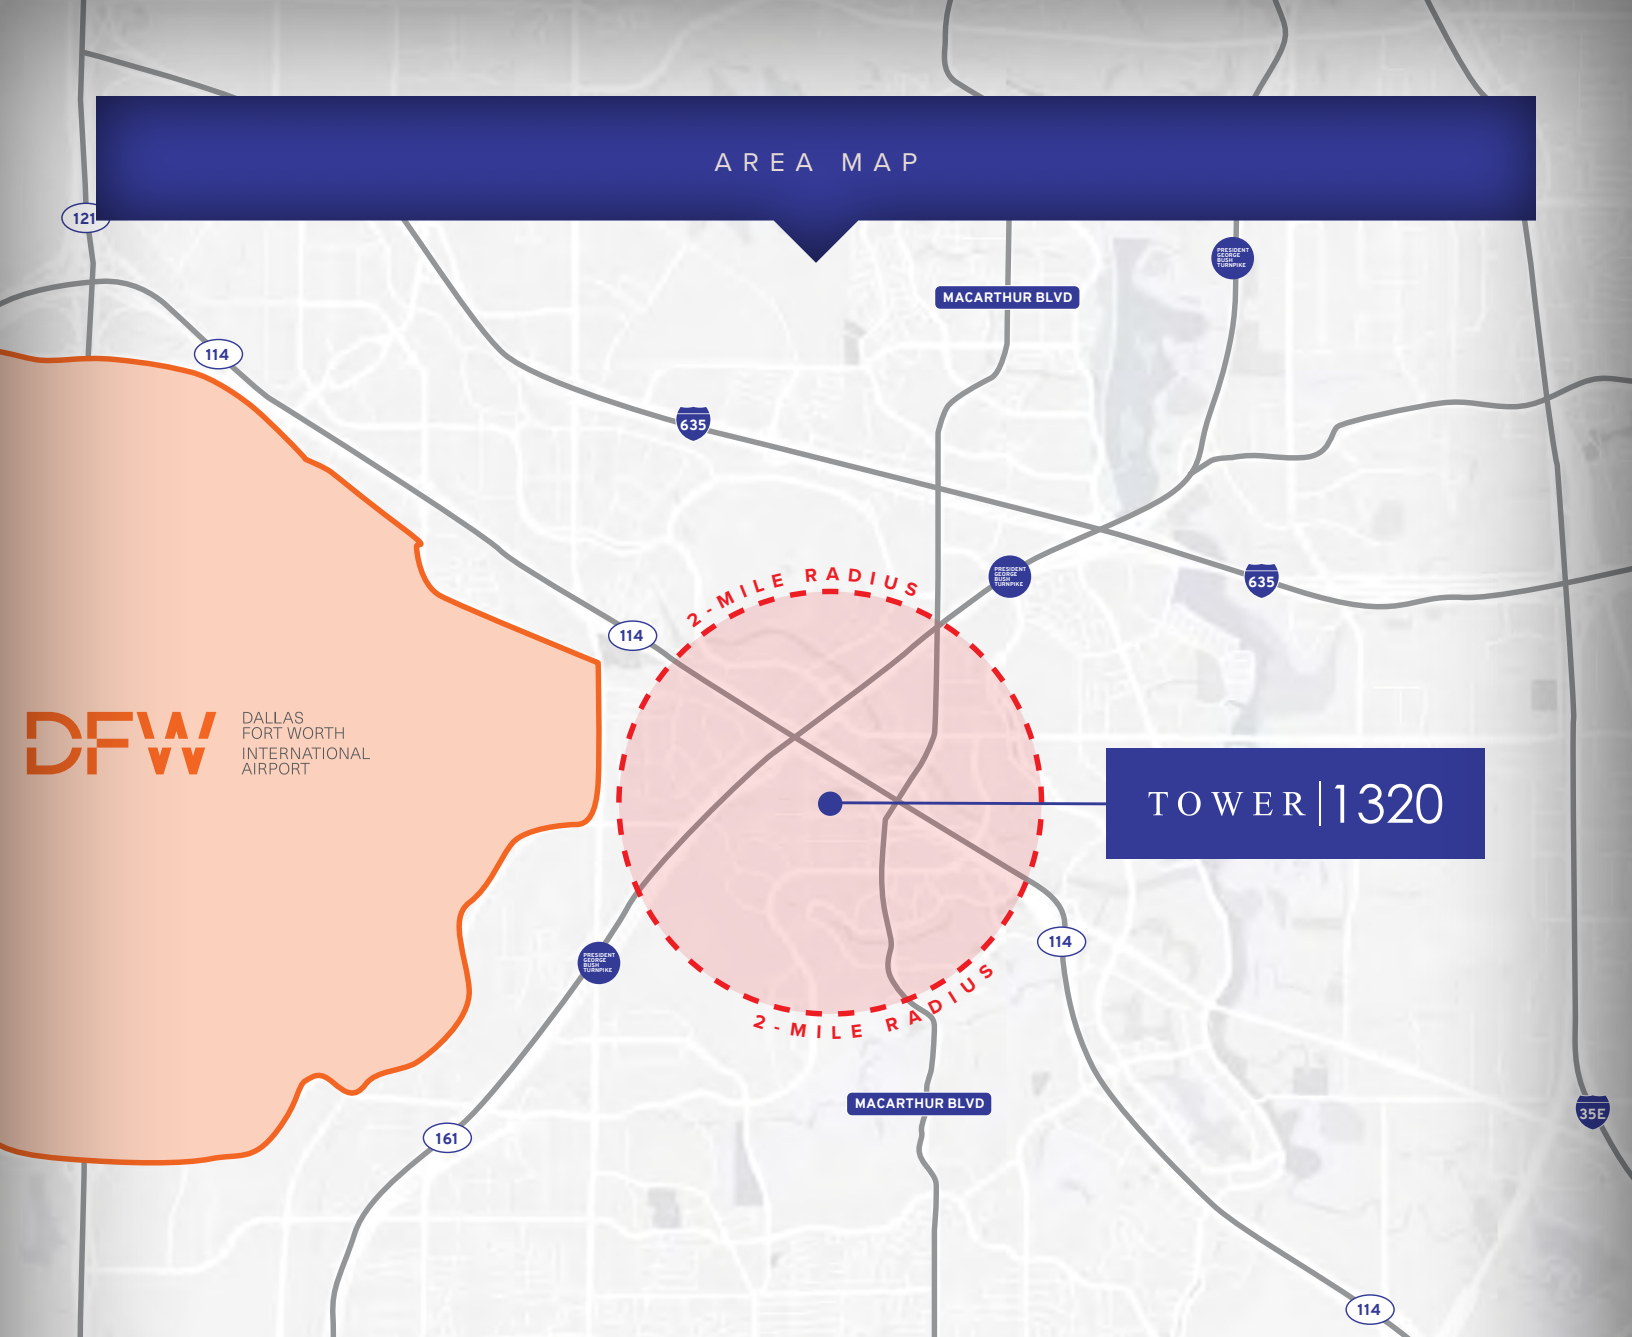 AREA MAP
121
PRESIDENT
GEORGE
BUSH
TURNPIKE
MACARTHUR BLVD
114
635
2-MILE RADIUS
PRESIDENT
GEORGE
BUSH
TURNPIKE
635
114
DFW
DALLAS
FORT WORTH
INTERNATIONAL
AIRPORT
TOWER|1320
114
PRESIDENT
GEORGE
BUSH
TURNPIKE
2-MILE RADIUS
MACARTHUR BLVD
35E
161
114